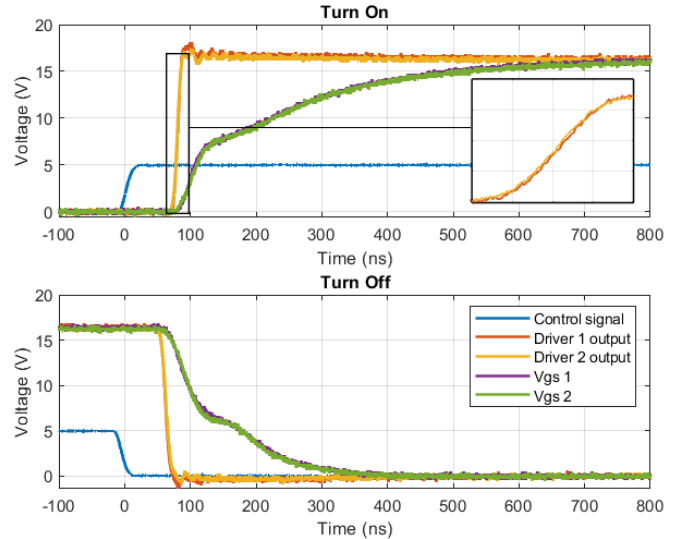 Turn On
20
15
10
5
0
Voltage (V)
-100 0 100 200 300 400 500 600 700 800
Time (ns)
Turn Off
20
15
10
5
0
Voltage (V)
Control signal
Driver 1 output
Driver 2 output
Vgs 1
Vgs 2
-100 0 100 200 300 400 500 600 700 800
Time (ns)